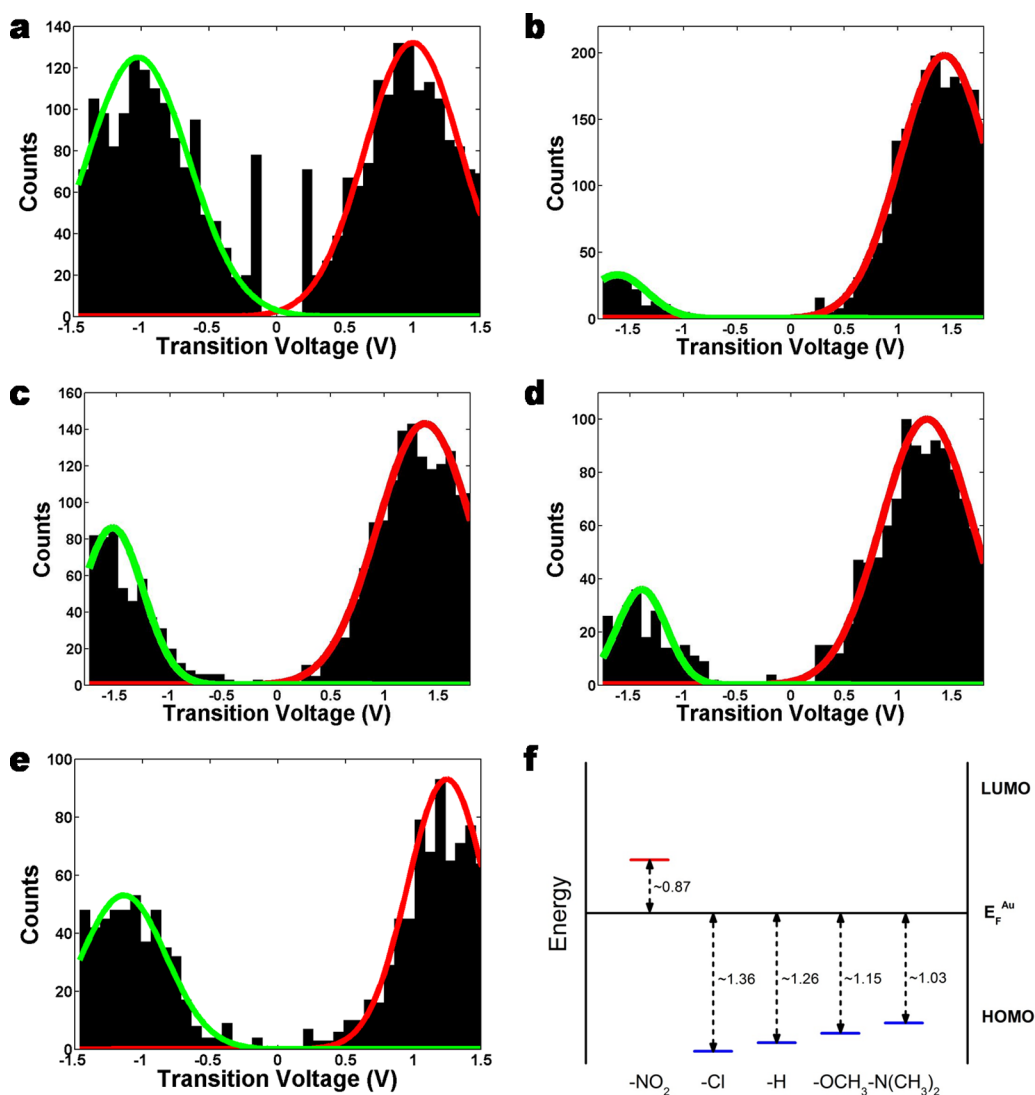 a
140
120
100
80
60
40
20
0
Counts
-1.5 -1 -0.5 0 0.5 1 1.5
Transition Voltage (V)
b
200
150
100
50
0
Counts
-1.5 -1 -0.5 0 0.5 1 1.5
Transition Voltage (V)
c
160
140
120
100
80
60
40
20
0
Counts
-1.5 -1 -0.5 0 0.5 1 1.5
Transition Voltage (V)
d
100
80
60
40
20
0
Counts
-1.5 -1 -0.5 0 0.5 1 1.5
Transition Voltage (V)
e
100
80
60
40
20
0
Counts
-1.5 -1 -0.5 0 0.5 1 1.5
Transition Voltage (V)
f
LUMO
~0.87
Energy
E_F^Au
~1.36 ~1.26 ~1.15 ~1.03
HOMO
-NO₂ -Cl -H -OCH₃ -N(CH₃)₂